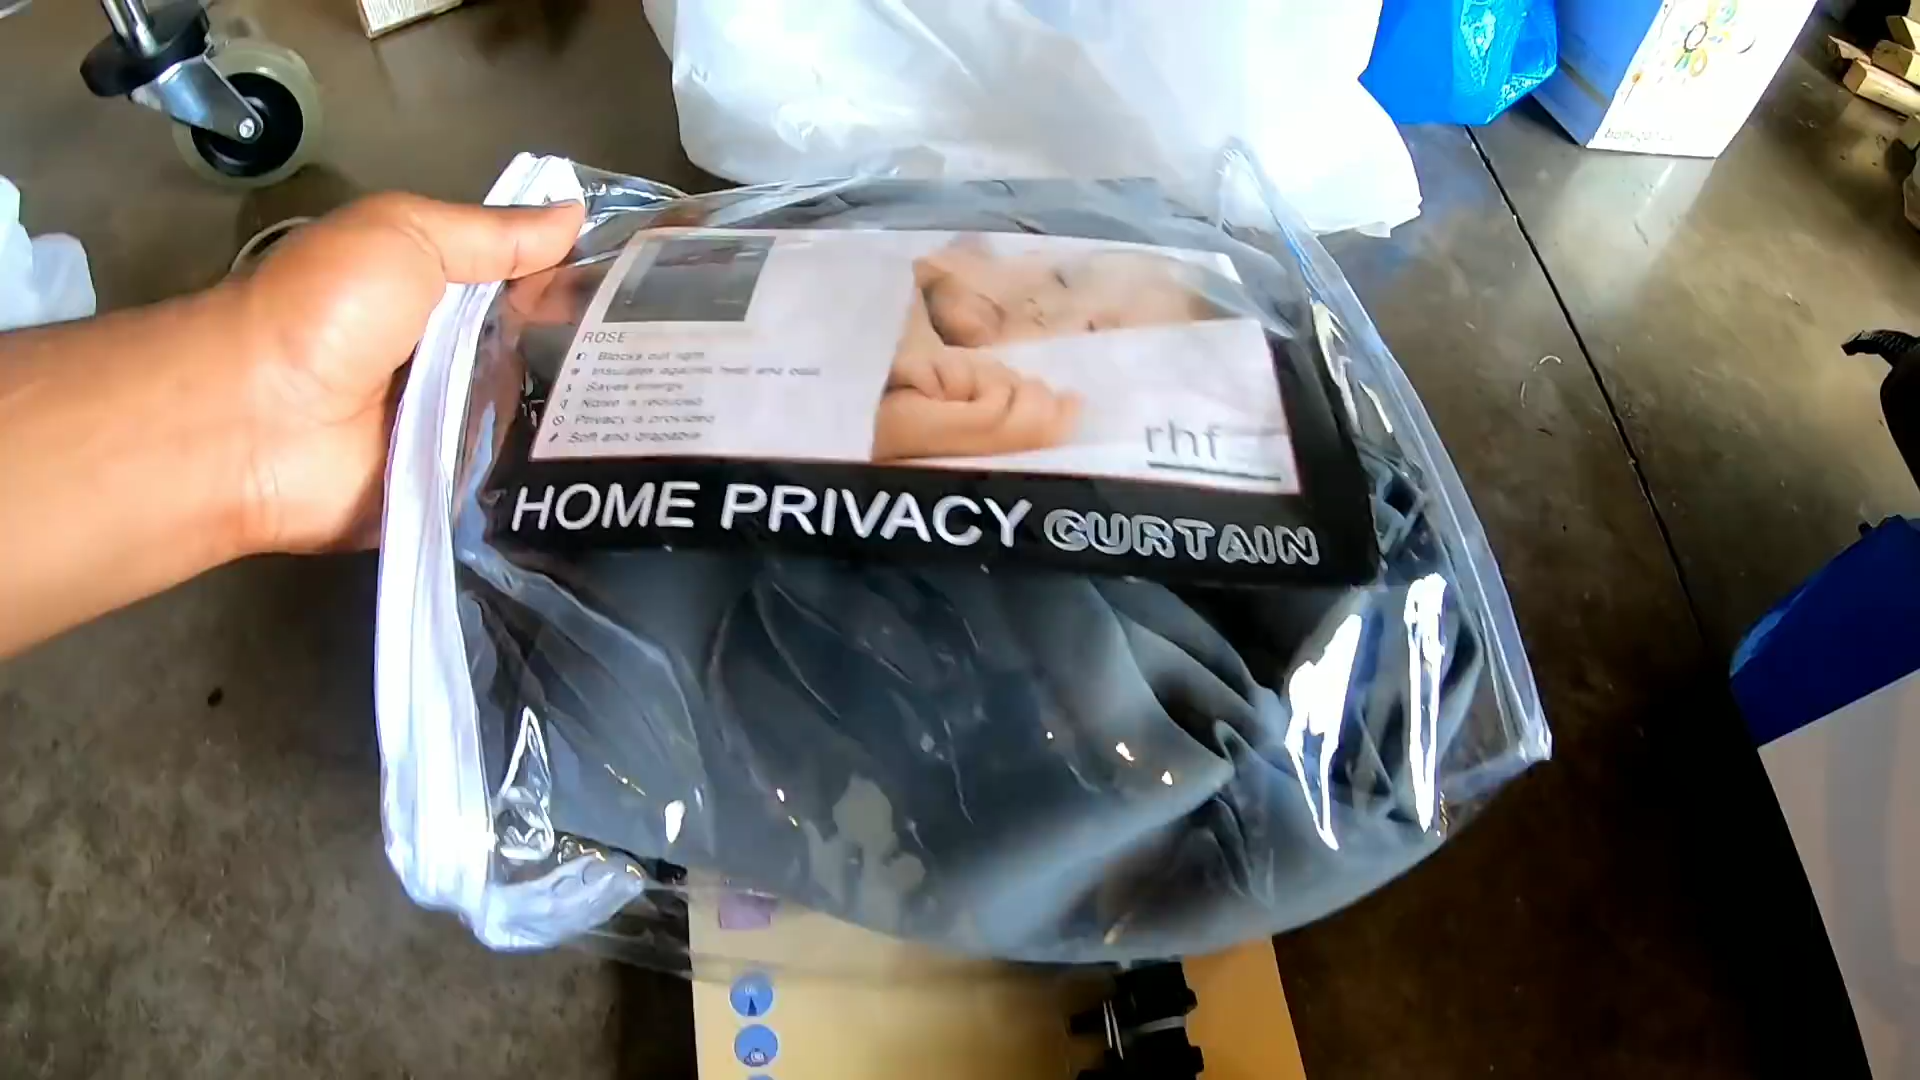 ROSE
Blocks out light
Insulates against heat and cold
Saves energy
Noise is reduced
Privacy is provided
Soft and drapable
rhf
HOME PRIVACY CURTAIN